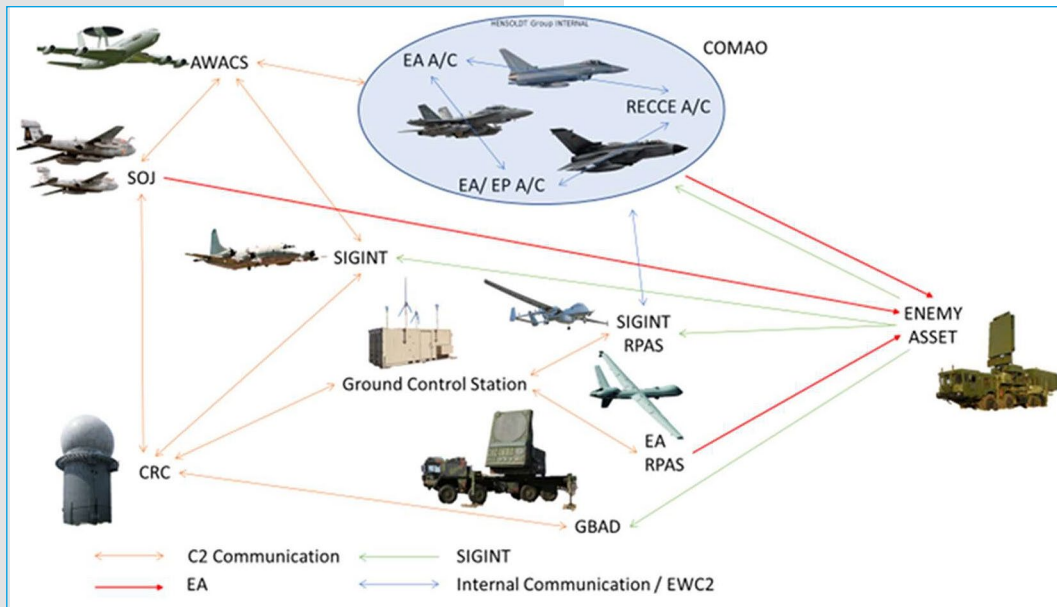 HENSOLDT Group INTERNAL
COMAO
EA A/C
AWACS
RECCE A/C
SOJ
EA/ EP A/C
SIGINT
ENEMY
ASSET
SIGINT
RPAS
Ground Control Station
EA
RPAS
CRC
GBAD
C2 Communication
SIGINT
EA
Internal Communication / EWC2